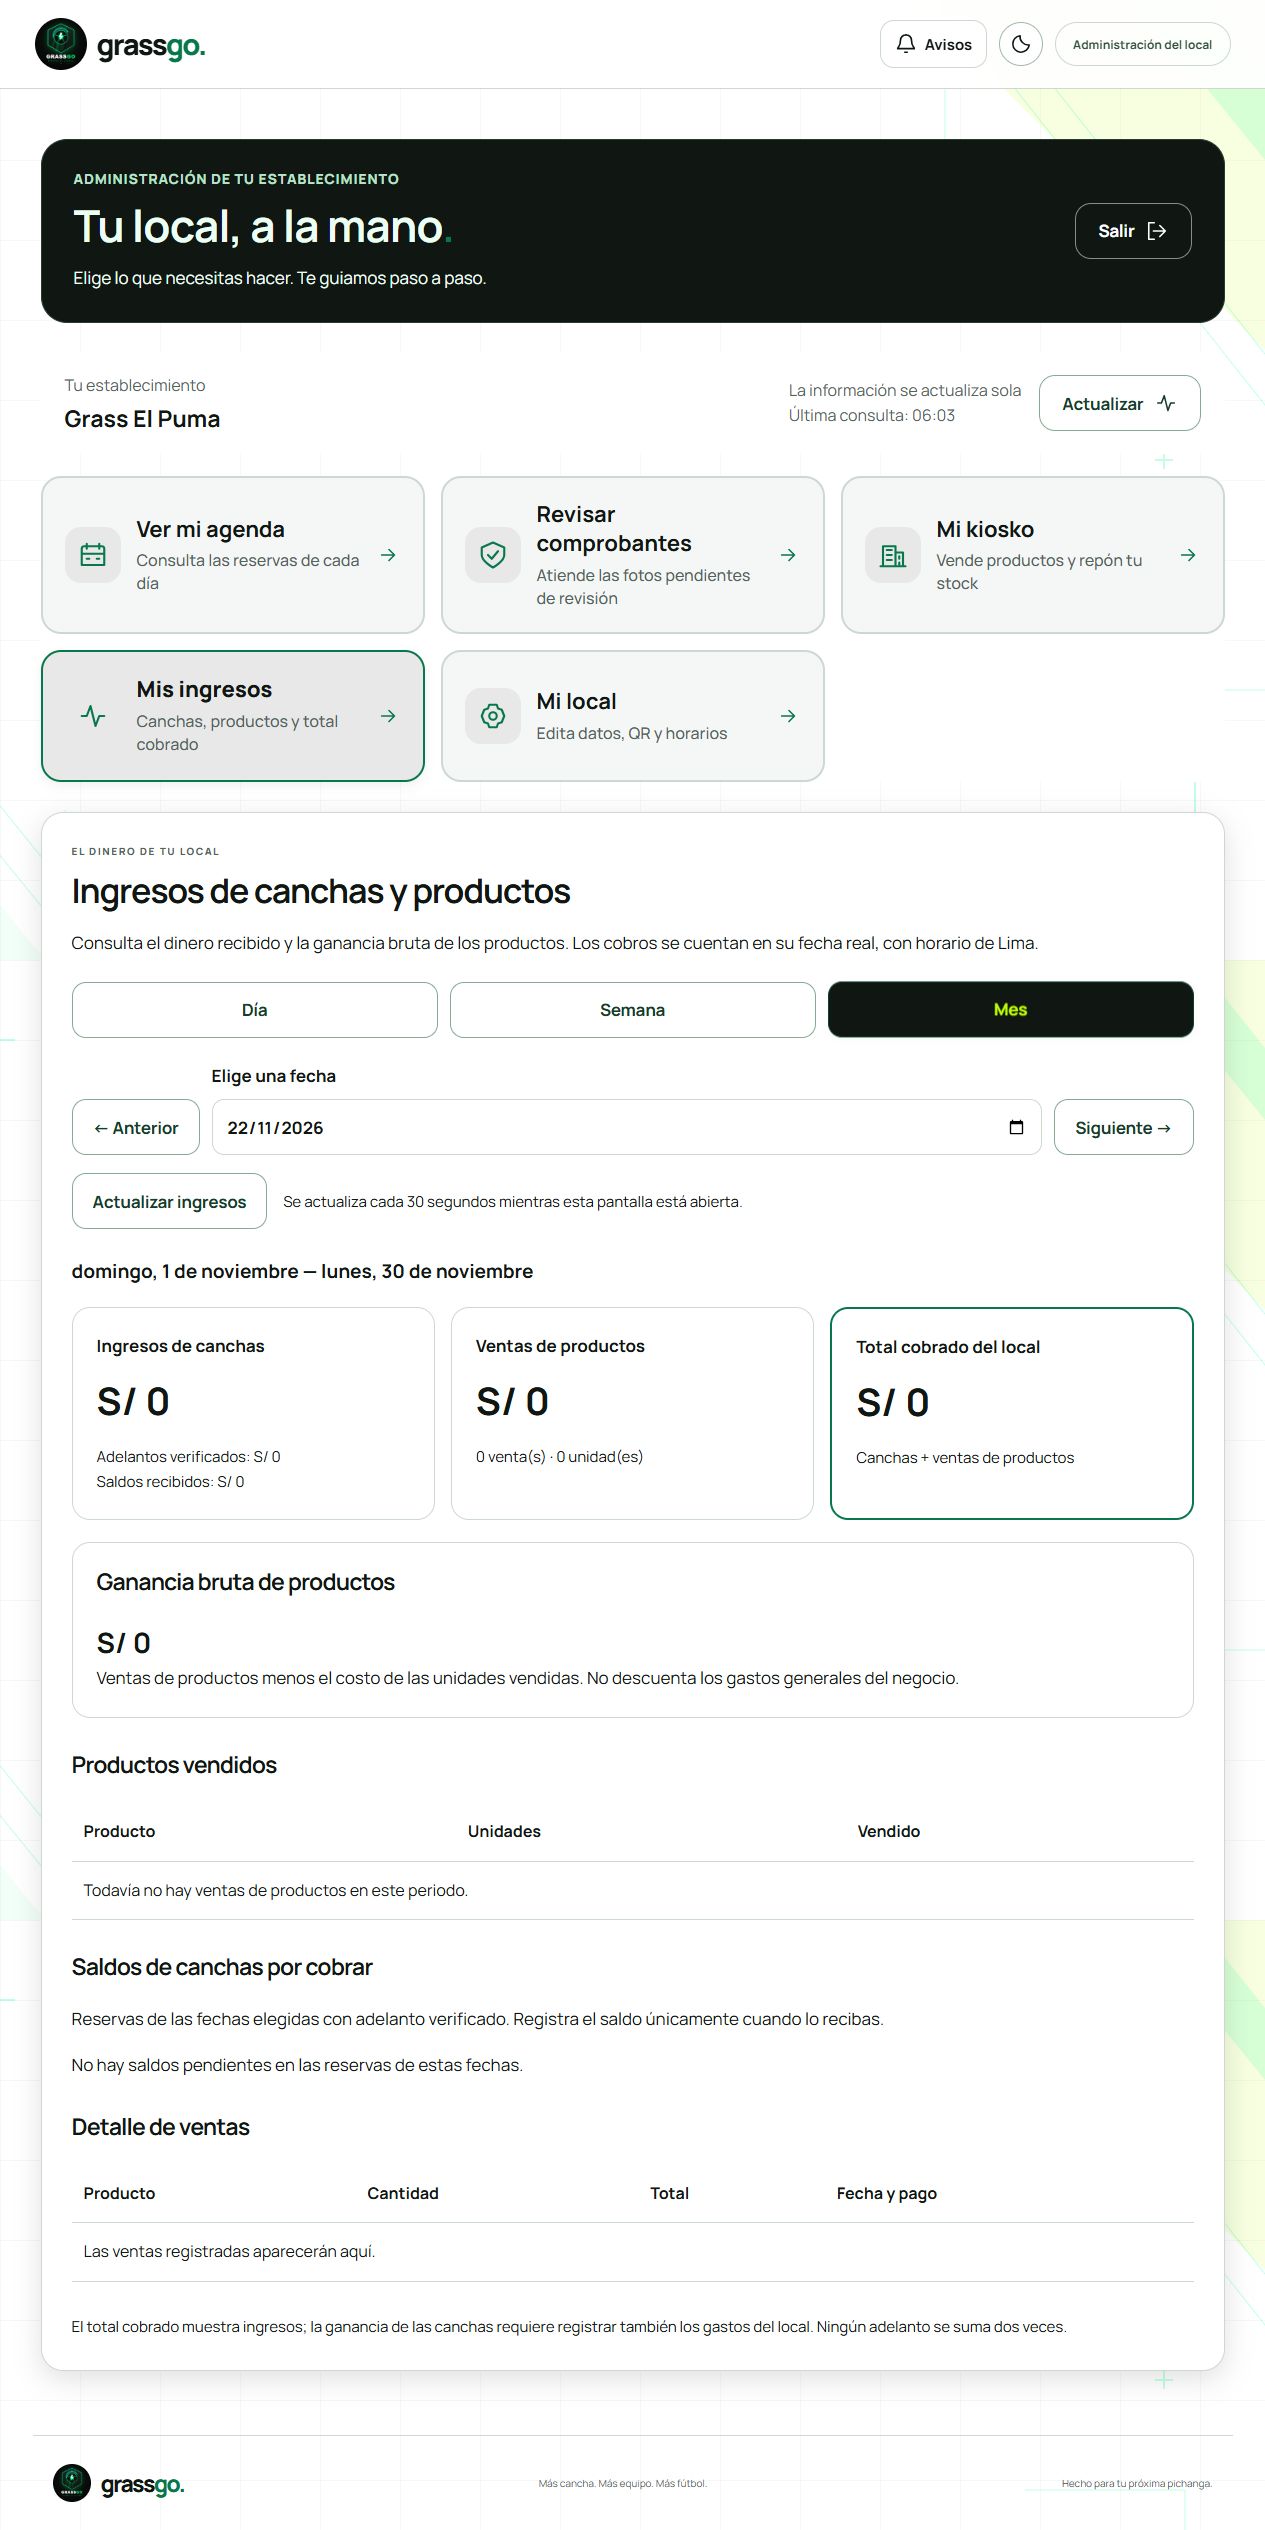 grassgo.
Avisos
Administración del local
ADMINISTRACIÓN DE TU ESTABLECIMIENTO
Tu local, a la mano.
Elige lo que necesitas hacer. Te guiamos paso a paso.
Salir
Tu establecimiento
Grass El Puma
La información se actualiza sola
Última consulta: 06:03
Actualizar
Ver mi agenda
Consulta las reservas de cada
día
Revisar
comprobantes
Atiende las fotos pendientes
de revisión
Mi kiosko
Vende productos y repón tu
stock
Mis ingresos
Canchas, productos y total
cobrado
Mi local
Edita datos, QR y horarios
EL DINERO DE TU LOCAL
Ingresos de canchas y productos
Consulta el dinero recibido y la ganancia bruta de los productos. Los cobros se cuentan en su fecha real, con horario de Lima.
Día
Semana
Mes
Elige una fecha
← Anterior
22/11/2026
Siguiente →
Actualizar ingresos
Se actualiza cada 30 segundos mientras esta pantalla está abierta.
domingo, 1 de noviembre — lunes, 30 de noviembre
Ingresos de canchas
S/ 0
Adelantos verificados: S/ 0
Saldos recibidos: S/ 0
Ventas de productos
S/ 0
0 venta(s) · 0 unidad(es)
Total cobrado del local
S/ 0
Canchas + ventas de productos
Ganancia bruta de productos
S/ 0
Ventas de productos menos el costo de las unidades vendidas. No descuenta los gastos generales del negocio.
Productos vendidos
Producto
Unidades
Vendido
Todavía no hay ventas de productos en este periodo.
Saldos de canchas por cobrar
Reservas de las fechas elegidas con adelanto verificado. Registra el saldo únicamente cuando lo recibas.
No hay saldos pendientes en las reservas de estas fechas.
Detalle de ventas
Producto
Cantidad
Total
Fecha y pago
Las ventas registradas aparecerán aquí.
El total cobrado muestra ingresos; la ganancia de las canchas requiere registrar también los gastos del local. Ningún adelanto se suma dos veces.
grassgo.
Más cancha. Más equipo. Más fútbol.
Hecho para tu próxima pichanga.